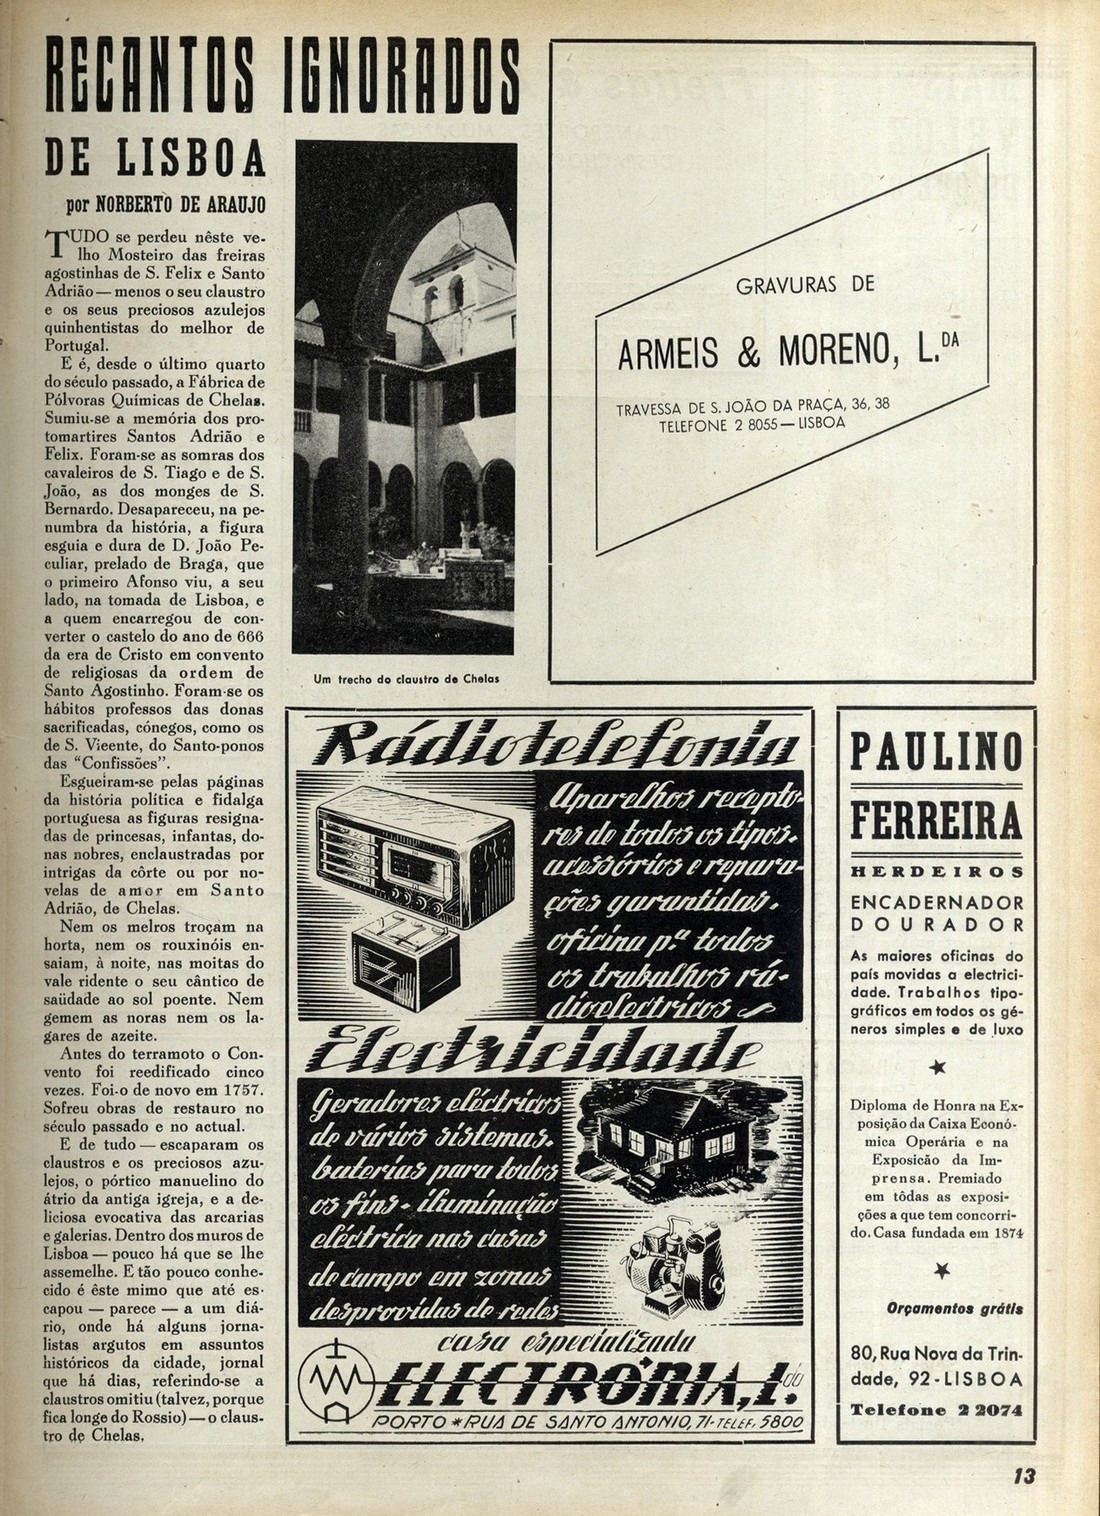 RECANTOS IGNORADOS
DE LISBOA
por NORBERTO DE ARAUJO
TUDO se perdeu nêste ve-
lho Mosteiro das freiras
agostinhas de S. Felix e Santo
Adrião — menos o seu claustro
e os seus preciosos azulejos
quinhentistas do melhor de
Portugal.
E é, desde o último quarto
do século passado, a Fábrica de
Pólvoras Químicas de Chelas.
Sumiu-se a memória dos pro-
tomartires Santos Adrião e
Felix. Foram-se as somras dos
cavaleiros de S. Tiago e de S.
João, as dos monges de S.
Bernardo. Desapareceu, na pe-
numbra da história, a figura
esguia e dura de D. João Pe-
culiar, prelado de Braga, que
o primeiro Afonso viu, a seu
lado, na tomada de Lisboa, e
a quem encarregou de con-
verter o castelo do ano de 666
da era de Cristo em convento
de religiosas da ordem de
Santo Agostinho. Foram-se os
hábitos professos das donas
sacrificadas, cónegos, como os
de S. Vicente, do Santo-ponos
das “Confissões”.
Esgueiram-se pelas páginas
da história política e fidalga
portuguesa as figuras resigna-
das de princesas, infantas, do-
nas nobres, enclaustradas por
intrigas da côrte ou por no-
velas de amor em Santo
Adrião, de Chelas.
Nem os melros troçam na
horta, nem os rouxinóis en-
saiam, à noite, nas moitas do
vale ridente o seu cântico de
saüdade ao sol poente. Nem
gemem as noras nem os la-
gares de azeite.
Antes do terramoto o Con-
vento foi reedificado cinco
vezes. Foi-o de novo em 1757.
Sofreu obras de restauro no
século passado e no actual.
E de tudo — escaparam os
claustros e os preciosos azu-
lejos, o pórtico manuelino do
átrio da antiga igreja, e a de-
liciosa evocativa das arcarias
e galerias. Dentro dos muros de
Lisboa — pouco há que se lhe
assemelhe. E tão pouco conhe-
cido é êste mimo que até es-
capou — parece — a um diá-
rio, onde há alguns jorna-
listas argutos em assuntos
históricos da cidade, jornal
que há dias, referindo-se a
claustros omitiu (talvez, porque
fica longe do Rossio) — o claus-
tro de Chelas.
Um trecho do claustro de Chelas
GRAVURAS DE
ARMEIS & MORENO, L.DA
TRAVESSA DE S. JOÃO DA PRAÇA, 36, 38
TELEFONE 2 8055 — LISBOA
Rádiotelefonia
Aparelhos recepto-
res de todos os tipos.
acessórios e repara-
ções garantidas.
oficina p.ª todos
os trabalhos rá-
dioelectricos
Electricidade
Geradores eléctricos
de vários sistemas.
baterias para todos
os fins. iluminação
eléctrica nas casas
de campo em zonas
desprovidas de redes
casa especializada
ELECTRÓNIA, L.da
PORTO * RUA DE SANTO ANTONIO, 71 - TELEF. 5800
PAULINO
FERREIRA
HERDEIROS
ENCADERNADOR
DOURADOR
As maiores oficinas do
país movidas a electrici-
dade. Trabalhos tipo-
gráficos em todos os gé-
neros simples e de luxo
Diploma de Honra na Ex-
posição da Caixa Econó-
mica Operária e na
Exposicão da Im-
prensa. Premiado
em tôdas as exposi-
ções a que tem concorri-
do. Casa fundada em 1874
Orçamentos grátis
80, Rua Nova da Trin-
dade, 92 - LISBOA
Telefone 2 2074
13